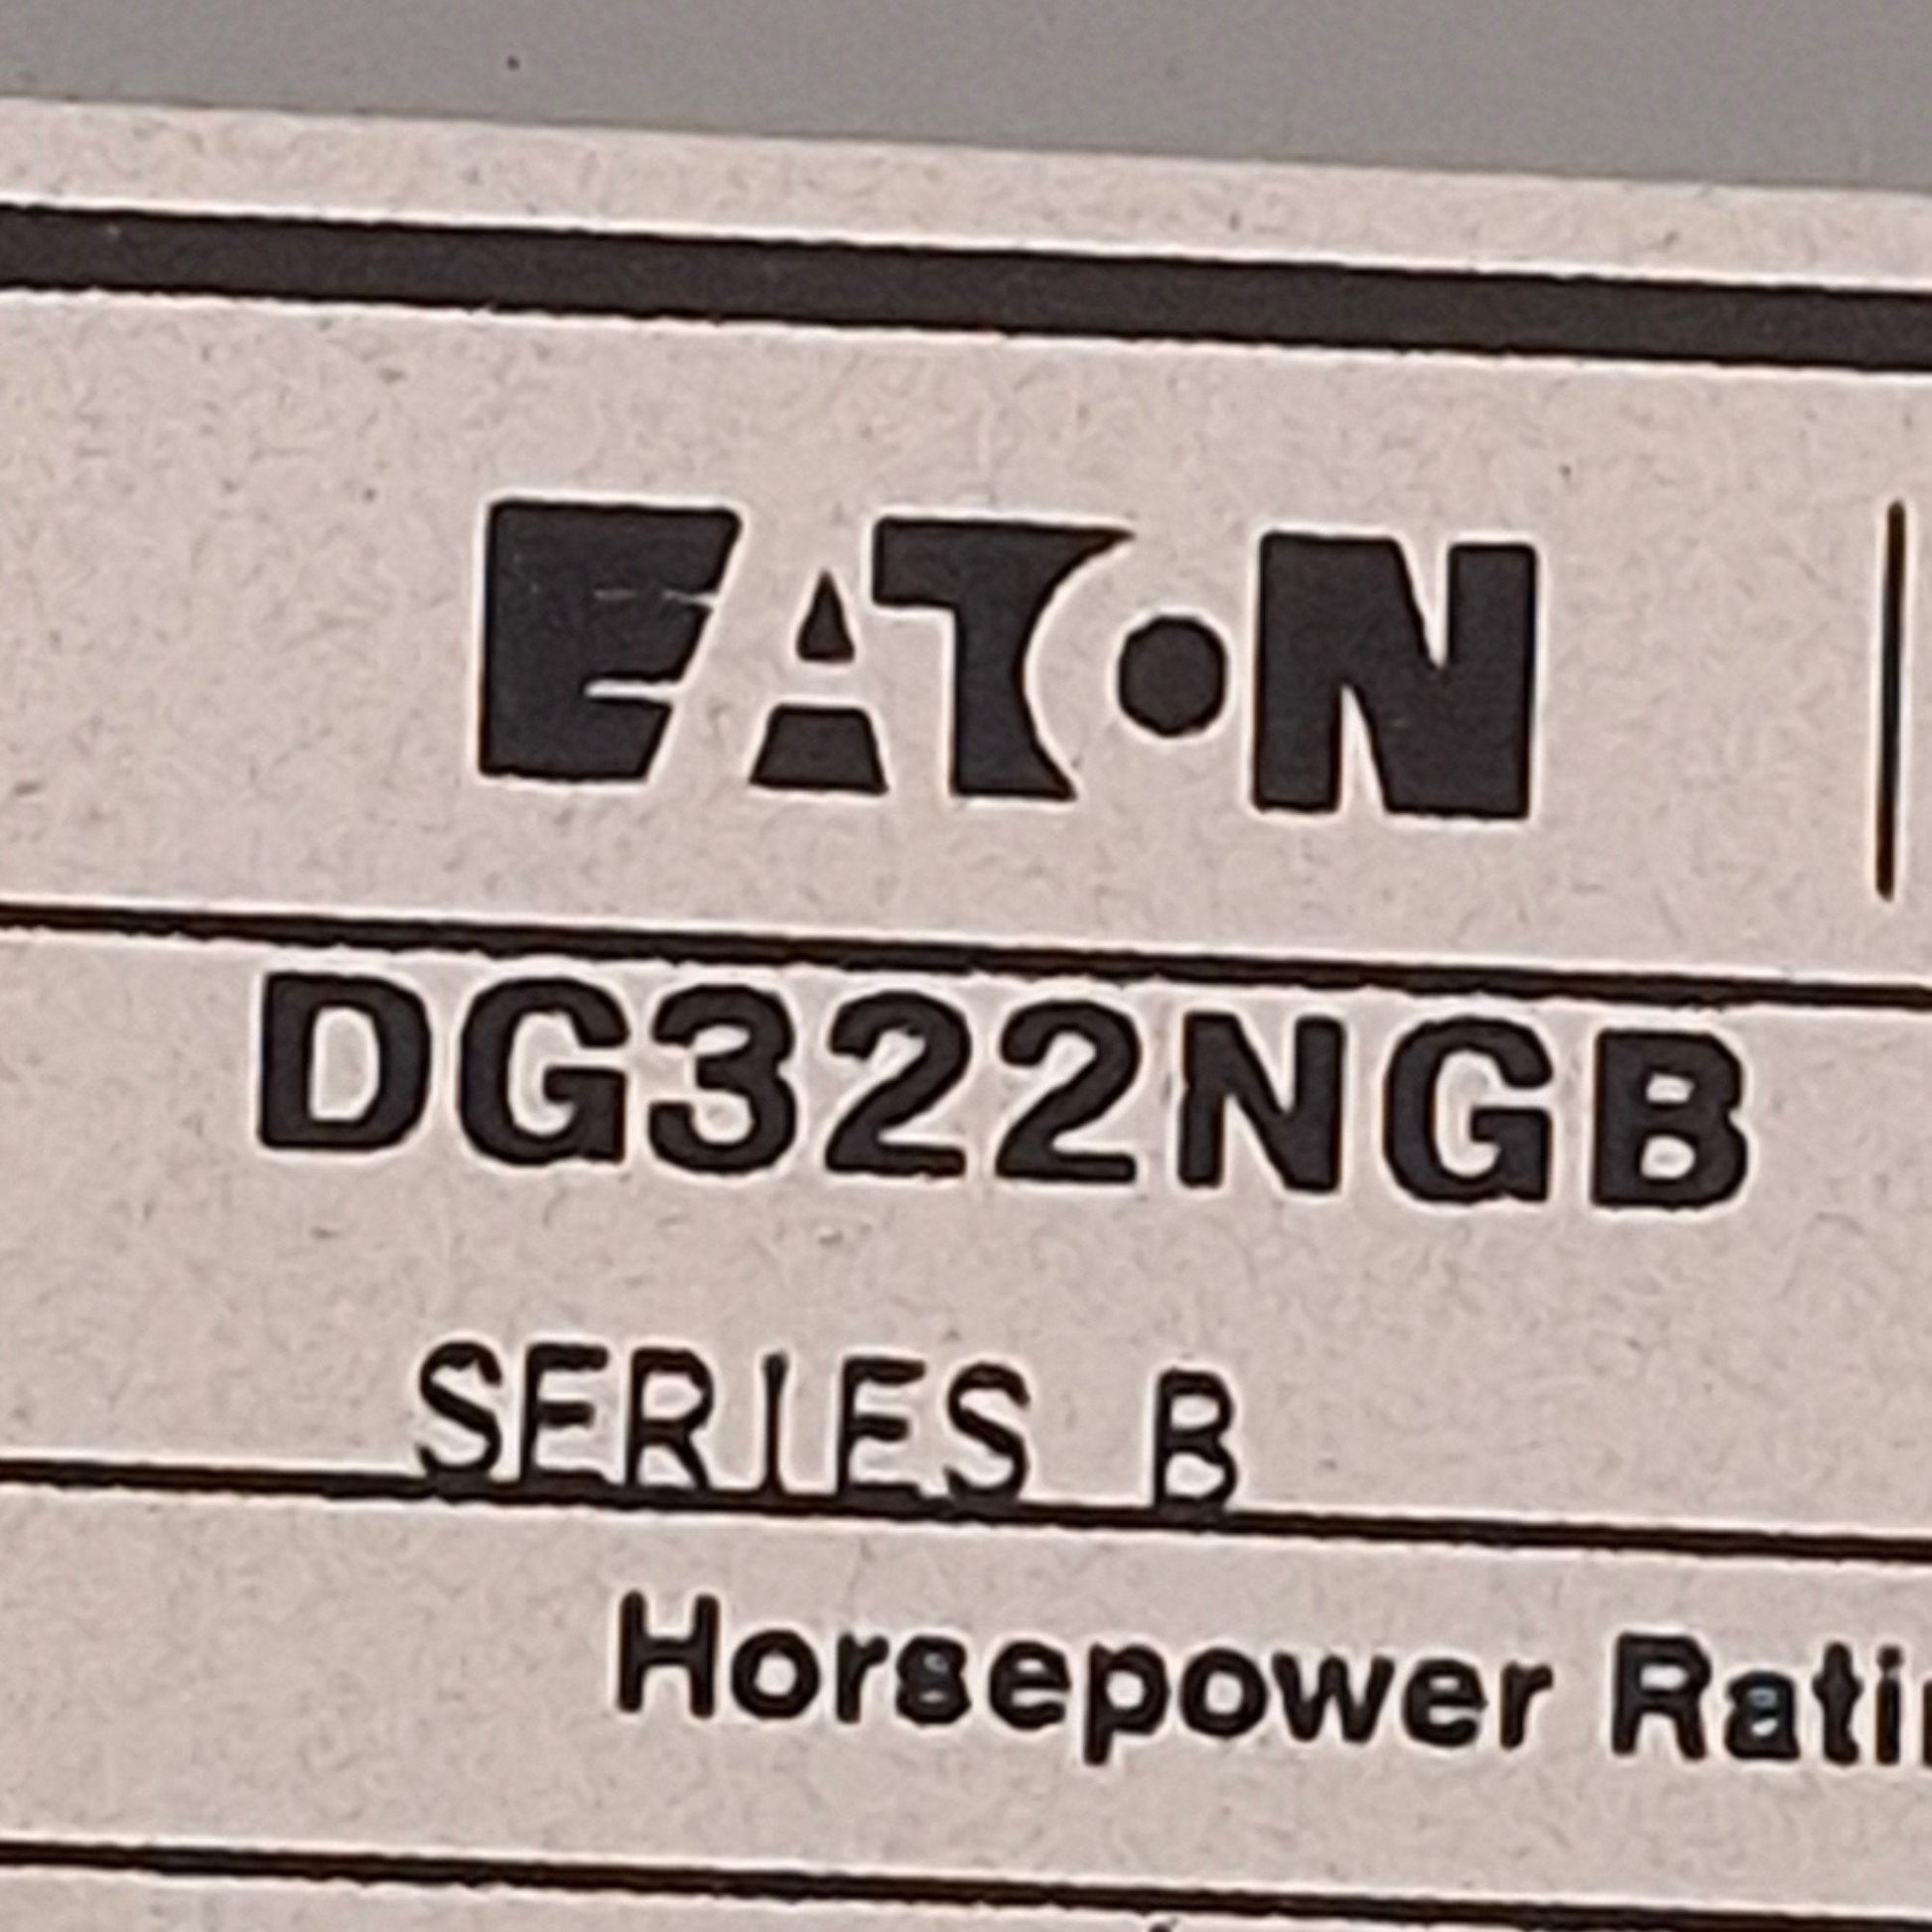 EATON
DG322NGB
SERIES B
Horsepower